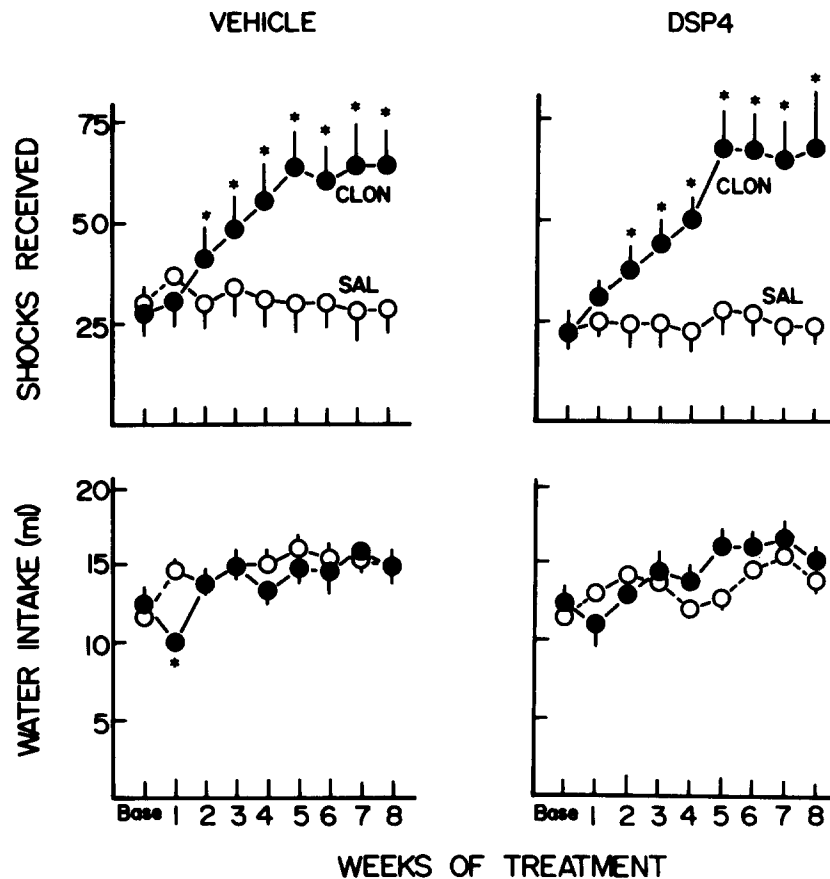 VEHICLE
DSP4
SHOCKS RECEIVED
75
50
25
* * * * * * *
CLON
SAL
* * * * * * *
CLON
SAL
WATER INTAKE (ml)
20
15
10
5
*
Base 1 2 3 4 5 6 7 8
Base 1 2 3 4 5 6 7 8
WEEKS OF TREATMENT